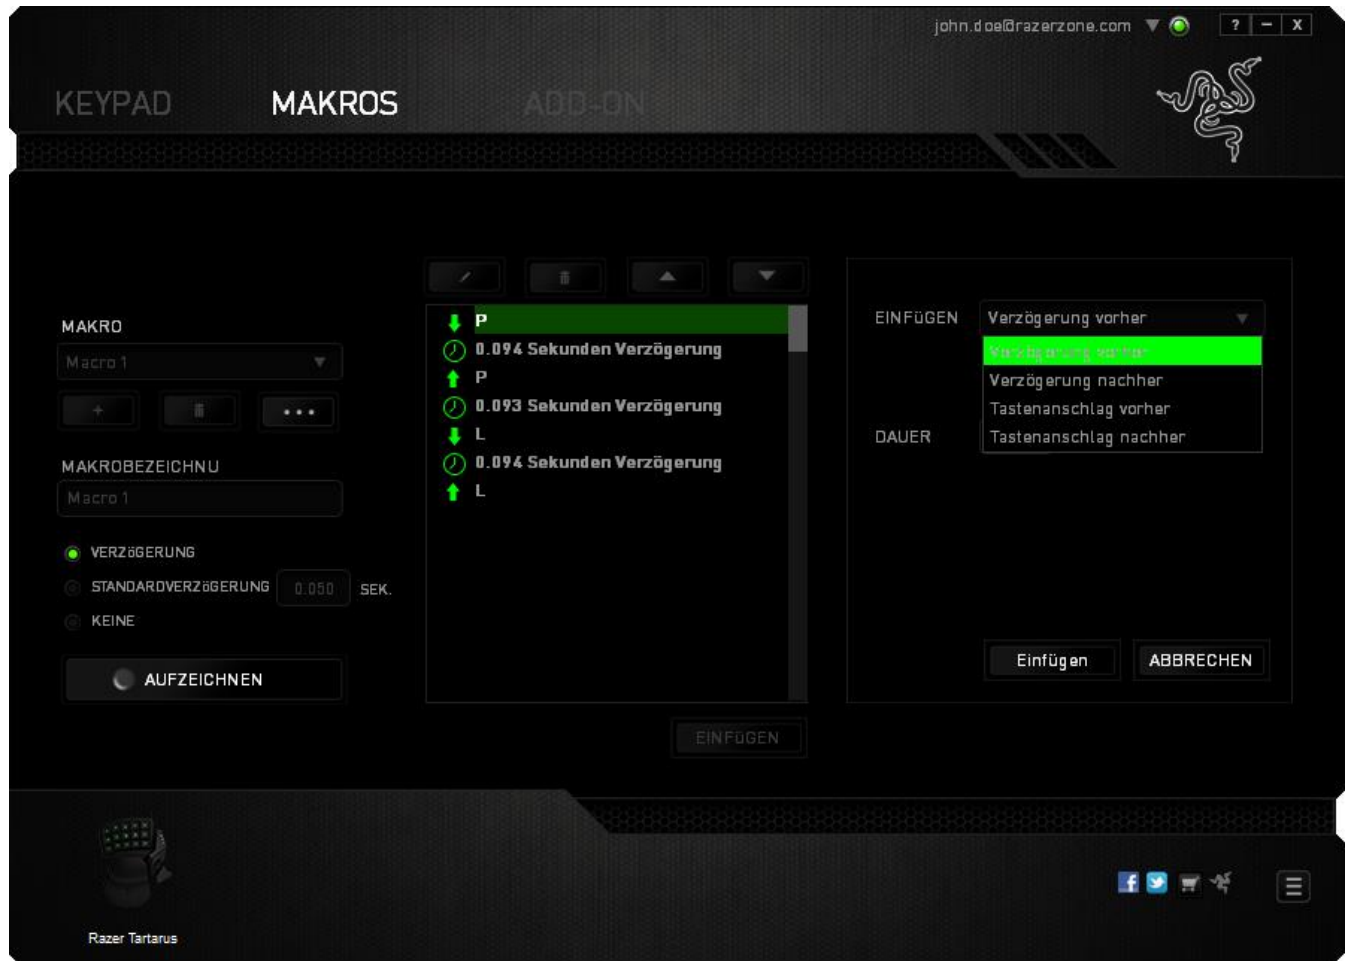 john.doe@razerzone.com
? – X
KEYPAD MAKROS ADD-ON
MAKRO
Macro 1
MAKROBEZEICHNU
Macro 1
VERZöGERUNG
STANDARDVERZöGERUNG 0.050 SEK.
KEINE
AUFZEICHNEN
P
0.094 Sekunden Verzögerung
P
0.093 Sekunden Verzögerung
L
0.094 Sekunden Verzögerung
L
EINFüGEN
EINFüGEN Verzögerung vorher
Verzögerung vorher
Verzögerung nachher
Tastenanschlag vorher
DAUER Tastenanschlag nachher
Einfügen ABBRECHEN
Razer Tartarus